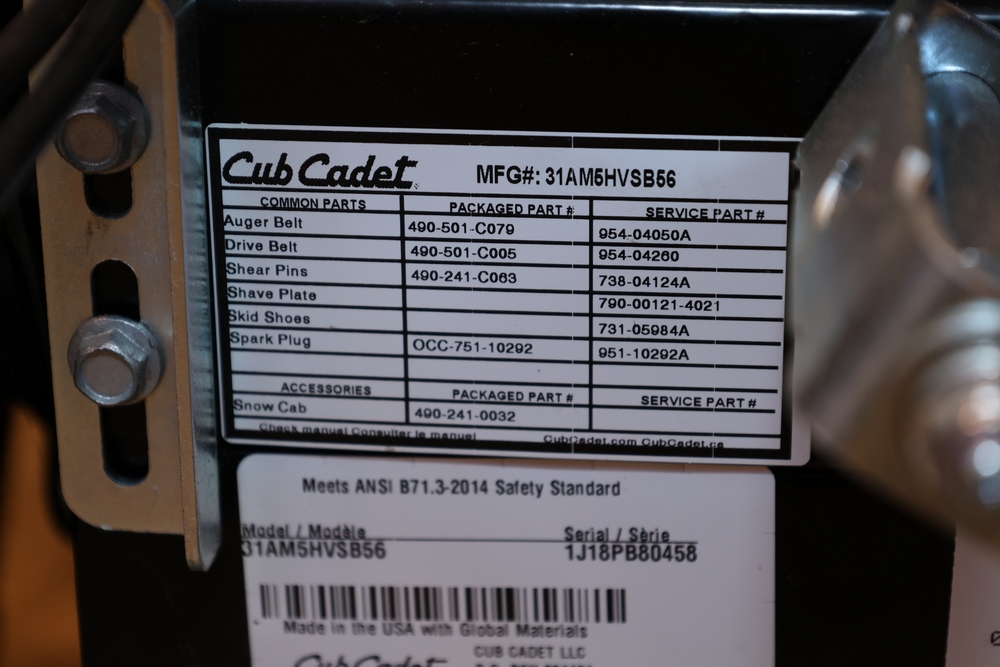 Cub Cadet MFG#: 31AM5HVSB56
COMMON PARTS PACKAGED PART # SERVICE PART #
Auger Belt 490-501-C079 954-04050A
Drive Belt 490-501-C005 954-04260
Shear Pins 490-241-C063 738-04124A
Shave Plate 790-00121-4021
Skid Shoes 731-05984A
Spark Plug OCC-751-10292 951-10292A
ACCESSORIES PACKAGED PART # SERVICE PART #
Snow Cab 490-241-0032
Check manual Consulter le manuel CubCadet.com CubCadet.ca
Meets ANSI B71.3-2014 Safety Standard
Model / Modèle Serial / Série
31AM5HVSB56 1J18PB80458
Made in the USA with Global Materials
Cub Cadet CUB CADET LLC